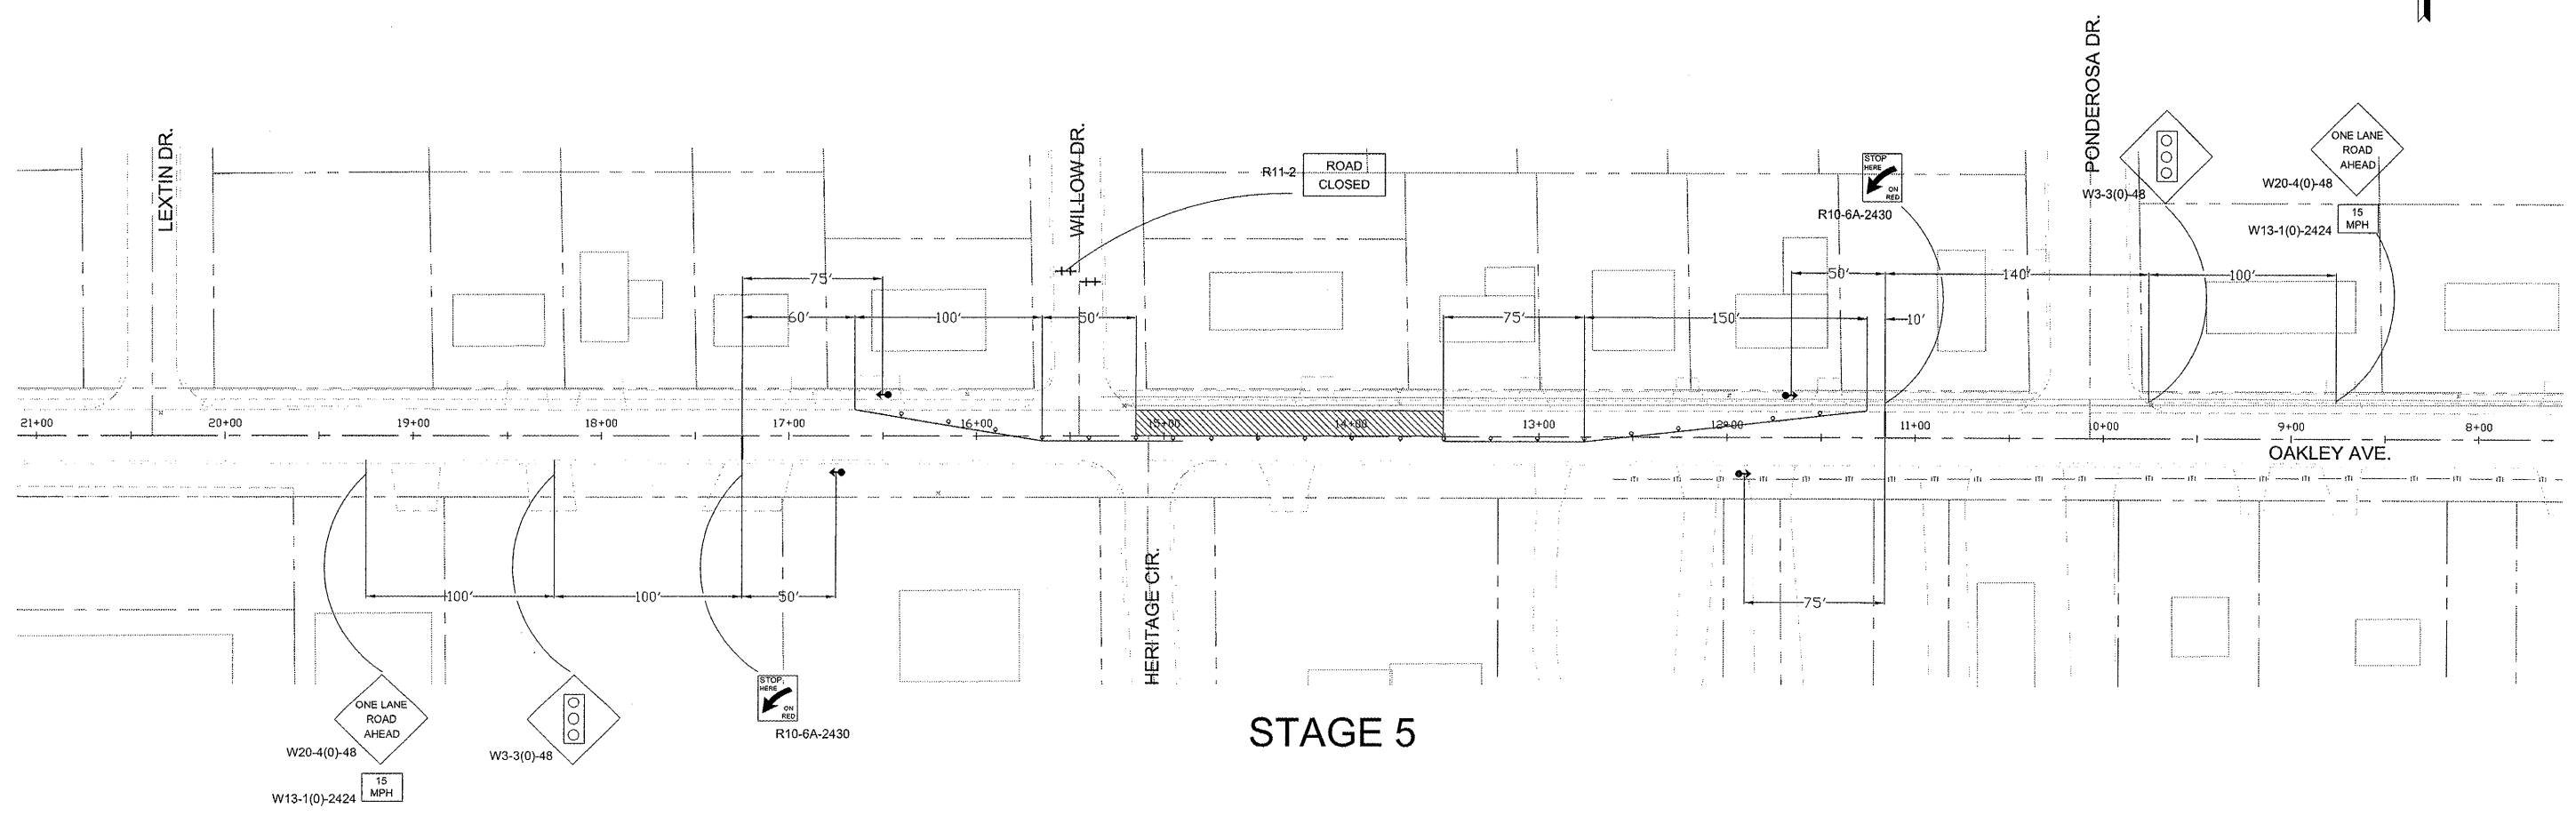 LEXTIN DR.
WILLOW DR.
PONDEROSA DR.
R11-2
ROAD
CLOSED
STOP
HERE
ON
RED
R10-6A-2430
W3-3(0)-48
ONE LANE
ROAD
AHEAD
W20-4(0)-48
15
MPH
W13-1(0)-2424
75'
50'
140'
100'
60'
100'
50'
75'
150'
10'
21+00
20+00
19+00
18+00
17+00
16+00
15+00
14+00
13+00
12+00
11+00
10+00
9+00
8+00
OAKLEY AVE.
HERITAGE CIR.
100'
100'
50'
75'
ONE LANE
ROAD
AHEAD
W20-4(0)-48
15
MPH
W13-1(0)-2424
W3-3(0)-48
STOP
HERE
ON
RED
R10-6A-2430
STAGE 5